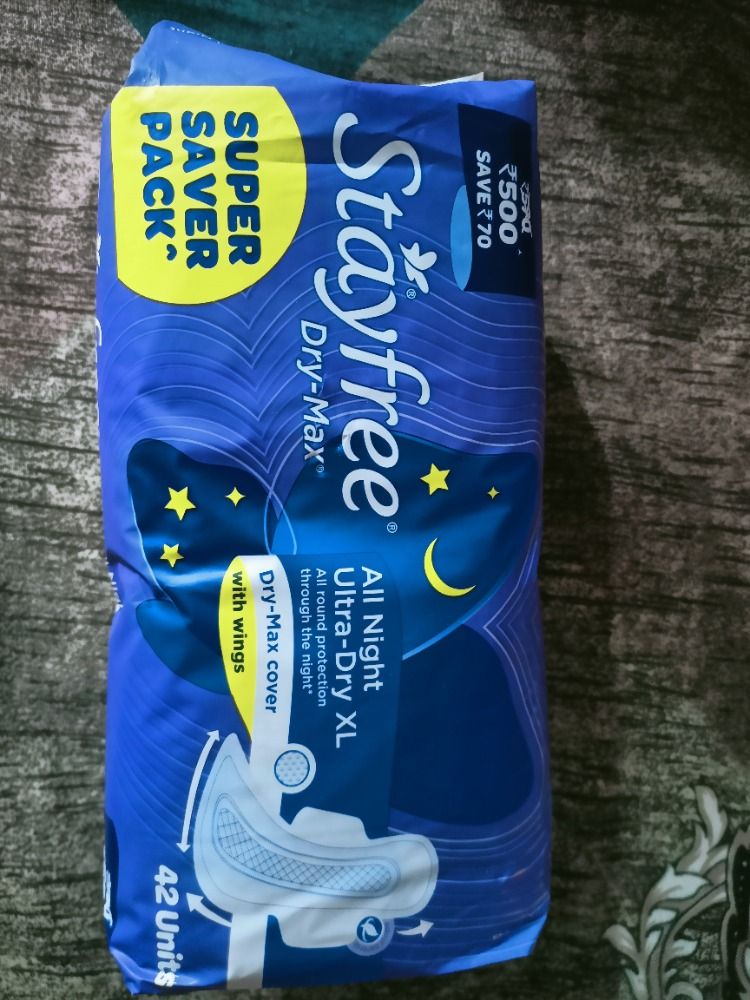 SUPER
SAVER
PACK^
₹570
₹500
SAVE ₹70
Stayfree®
Dry-Max®
All Night
Ultra-Dry XL
All round protection
through the night*
Dry-Max cover
with wings
42 Units